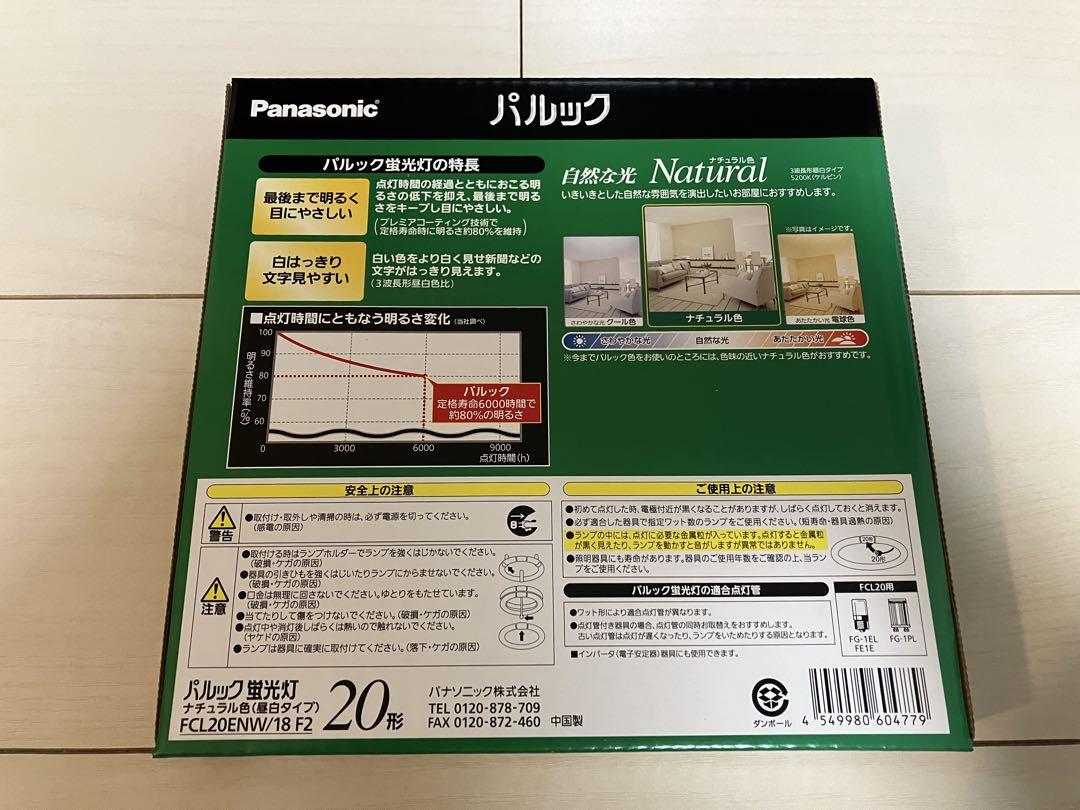 Panasonic
パルック
パルック蛍光灯の特長
最後まで明るく
目にやさしい
点灯時間の経過とともにおこる明
るさの低下を抑え、最後まで明る
さをキープし目にやさしい。
(プレミアコーティング技術で
定格寿命時に明るさ約80%を維持)
白はっきり
文字見やすい
白い色をより白く見せ新聞などの
文字がはっきり見えます。
(3波長形昼白色比)
■点灯時間にともなう明るさ変化(当社調べ)
明るさ維持率(%)
100
90
80
70
60
0
3000
6000
9000
点灯時間(h)
パルック
定格寿命6000時間で
約80%の明るさ
自然な光
ナチュラル色
Natural
3波長形昼白タイプ
5200K(ケルビン)
いきいきとした自然な雰囲気を演出したいお部屋におすすめします。
※写真はイメージです。
さわやかな光 クール色
ナチュラル色
あたたかい光 電球色
さわやかな光
自然な光
あたたかい光
※今までパルック色をお使いのところには、色味の近いナチュラル色がおすすめです。
安全上の注意
警告
●取付け・取外しや清掃の時は、必ず電源を切ってください。
(感電の原因)
注意
●取付ける時はランプホルダーでランプを強くはじかないでください。
(破損・ケガの原因)
●器具の引きひもを強くはじいたりランプにからませないでください。
(破損・ケガの原因)
●口金は無理に回さないでください。ゆとりをもたせています。
(破損・ケガの原因)
●当てたりして傷をつけないでください。(破損・ケガの原因)
●点灯中や消灯後しばらくは熱いので触れないでください。
(ヤケドの原因)
●ランプは器具に確実に取付けてください。(落下・ケガの原因)
ご使用上の注意
●初めて点灯した時、電極付近が黒くなることがありますが、しばらく点灯しておくと消えます。
●必ず適合した器具で指定ワット数のランプをご使用ください。(短寿命・器具過熱の原因)
●ランプの中には、点灯に必要な金属粒が入っています。点灯すると金属粒
が黒く見えたり、ランプを動かすと音がしますが異常ではありません。
●照明器具にも寿命があります。器具のご使用年数をご確認の上、当ラン
プをご使用ください。
20形
20形
パルック蛍光灯の適合点灯管
●ワット形により適合点灯管が異なります。
●点灯管付き器具の場合、点灯管の同時お取替えをおすすめします。
古い点灯管は点灯が遅くなったり、ランプをいためたりする原因となります。
■インバータ(電子安定器)器具にも使用できます。
FCL20用
FG-1EL
FE1E
FG-1PL
パルック蛍光灯
ナチュラル色(昼白タイプ)
FCL20ENW/18 F2
20形
パナソニック株式会社
TEL 0120-878-709
FAX 0120-872-460
中国製
ダンボール
4 549980 604779